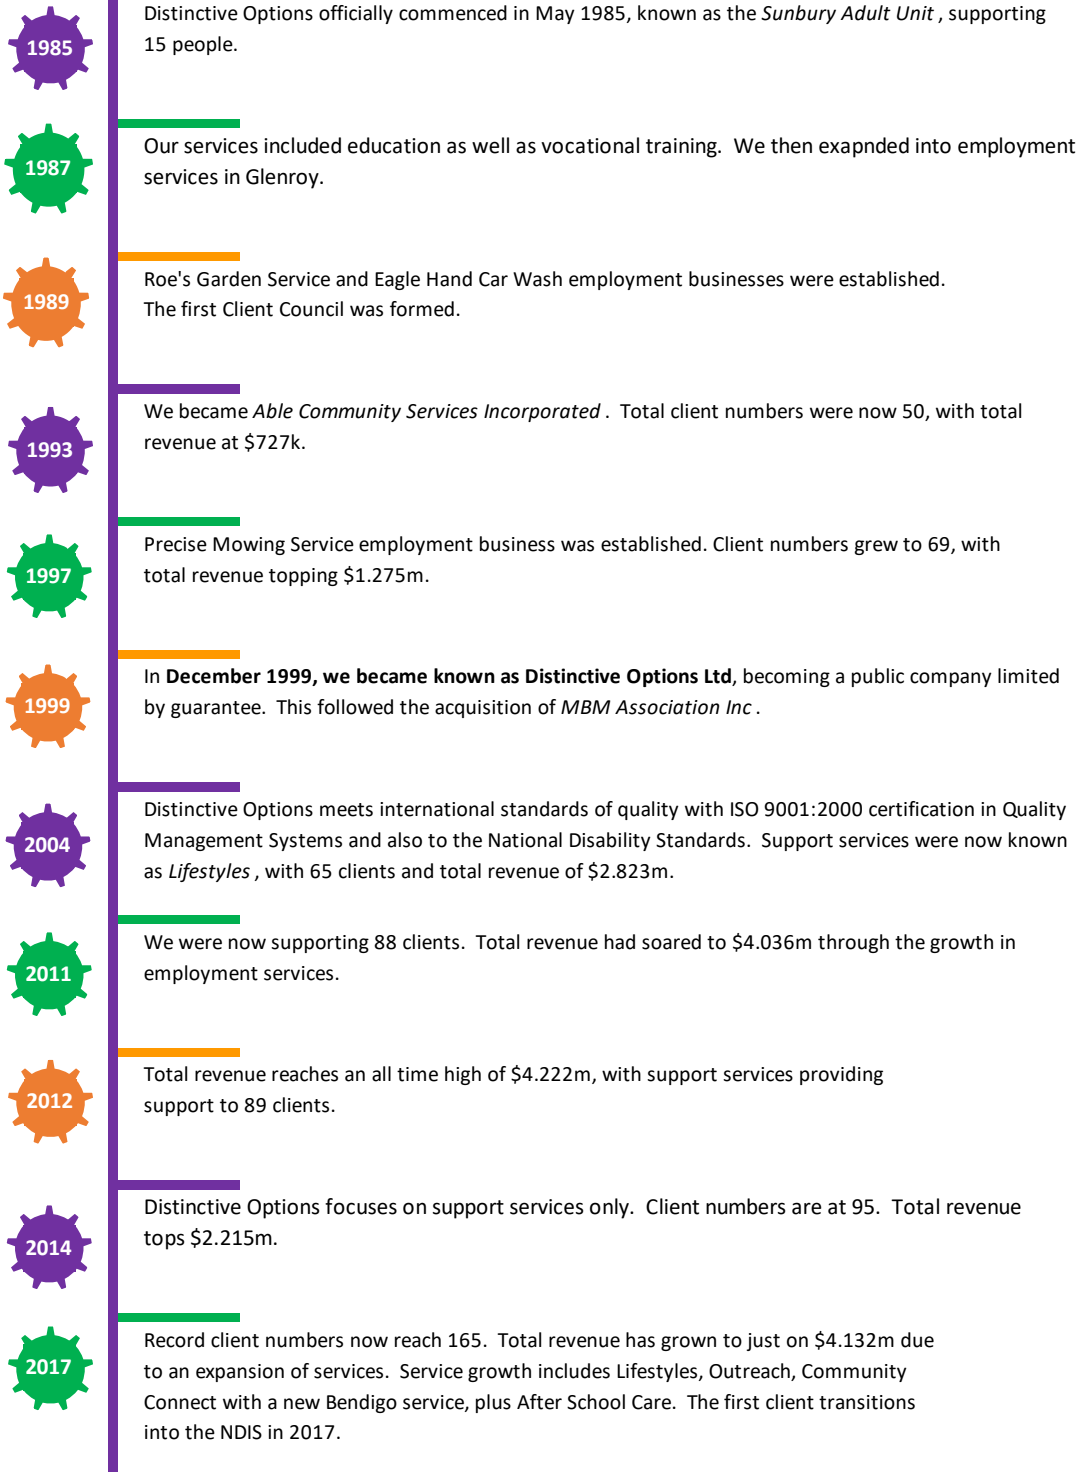 1985
Distinctive Options officially commenced in May 1985, known as the Sunbury Adult Unit , supporting
15 people.
1987
Our services included education as well as vocational training.  We then exapnded into employment
services in Glenroy.
1989
Roe's Garden Service and Eagle Hand Car Wash employment businesses were established.
The first Client Council was formed.
1993
We became Able Community Services Incorporated .  Total client numbers were now 50, with total
revenue at $727k.
1997
Precise Mowing Service employment business was established. Client numbers grew to 69, with
total revenue topping $1.275m.
1999
In December 1999, we became known as Distinctive Options Ltd, becoming a public company limited
by guarantee.  This followed the acquisition of MBM Association Inc .
2004
Distinctive Options meets international standards of quality with ISO 9001:2000 certification in Quality
Management Systems and also to the National Disability Standards.  Support services were now known
as Lifestyles , with 65 clients and total revenue of $2.823m.
2011
We were now supporting 88 clients.  Total revenue had soared to $4.036m through the growth in
employment services.
2012
Total revenue reaches an all time high of $4.222m, with support services providing
support to 89 clients.
2014
Distinctive Options focuses on support services only.  Client numbers are at 95.  Total revenue
tops $2.215m.
2017
Record client numbers now reach 165.  Total revenue has grown to just on $4.132m due
to an expansion of services.  Service growth includes Lifestyles, Outreach, Community
Connect with a new Bendigo service, plus After School Care.  The first client transitions
into the NDIS in 2017.